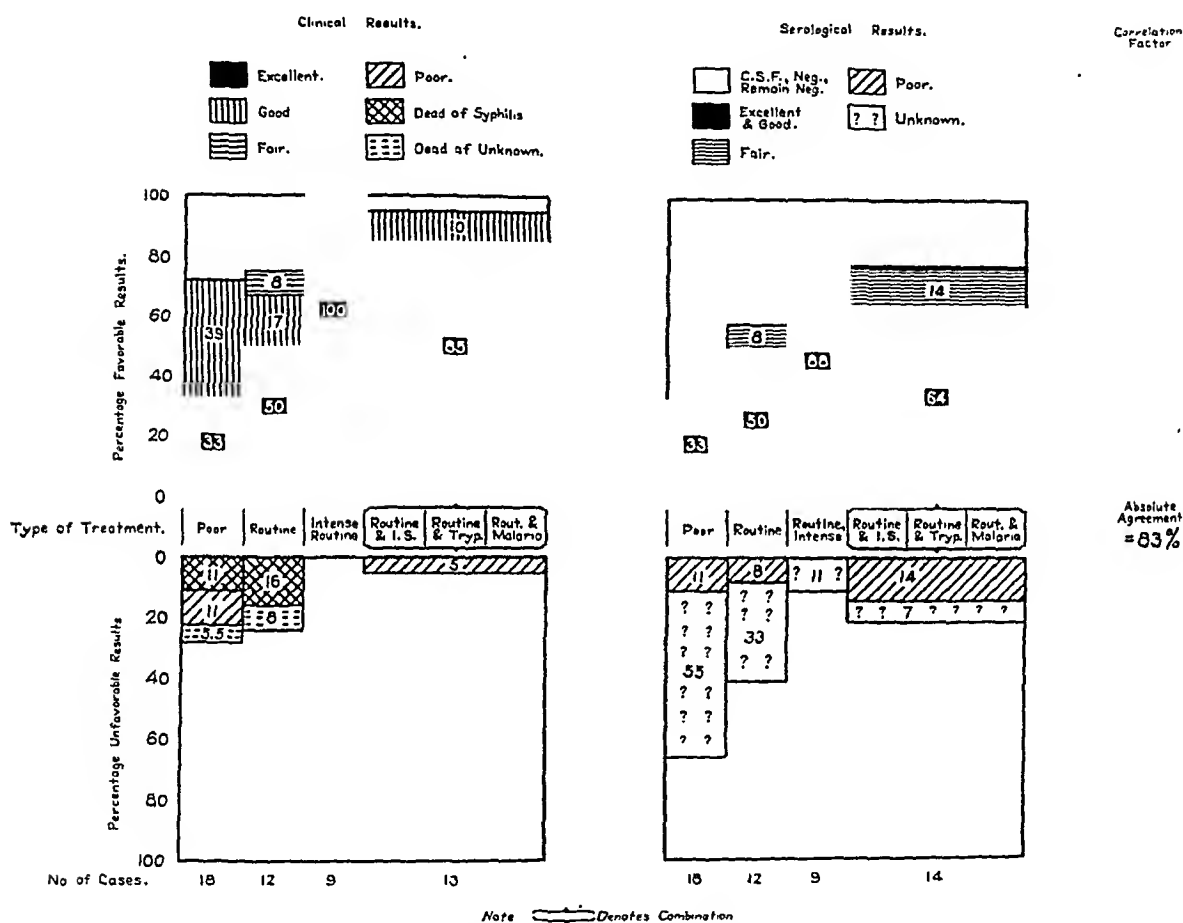 Clinical Results.
Serological Results.
Correlation Factor
Excellent.
Good
Fair.
Poor.
Dead of Syphilis
Dead of Unknown.
C.S.F., Neg., Remain Neg.
Excellent & Good.
Fair.
Poor.
? ? Unknown.
Percentage Favorable Results.
100
80
60
40
20
0
39
33
8
17
50
100
10
85
33
8
50
88
14
64
Type of Treatment.
Poor
Routine
Intense Routine
Routine & I.S.
Routine & Tryp.
Rout. & Malaria
Poor
Routine
Routine, Intense
Routine & I.S.
Routine & Tryp.
Rout. & Malaria
Absolute Agreement = 83%
Percentage Unfavorable Results
0
20
40
60
80
100
11
11
5.5
16
8
5
11
? ?
? ?
? ?
55
? ?
? ?
? ?
8
? ?
? ?
33
? ?
? 11 ?
14
? ? 7 ? ? ? ?
No of Cases.
18
12
9
13
18
12
9
14
Note Denotes Combination